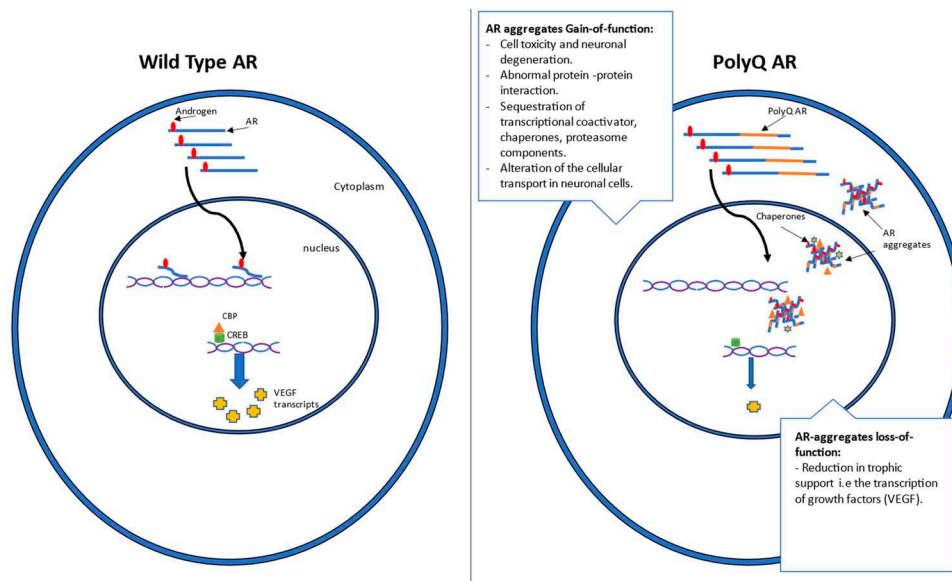 Wild Type AR
Androgen
AR
Cytoplasm
nucleus
CBP
CREB
VEGF
transcripts
AR aggregates Gain-of-function:
- Cell toxicity and neuronal
degeneration.
- Abnormal protein -protein
interaction.
- Sequestration of
transcriptional coactivator,
chaperones, proteasome
components.
- Alteration of the cellular
transport in neuronal cells.
PolyQ AR
PolyQ AR
Chaperones
AR
aggregates
AR-aggregates loss-of-
function:
- Reduction in trophic
support i.e the transcription
of growth factors (VEGF).